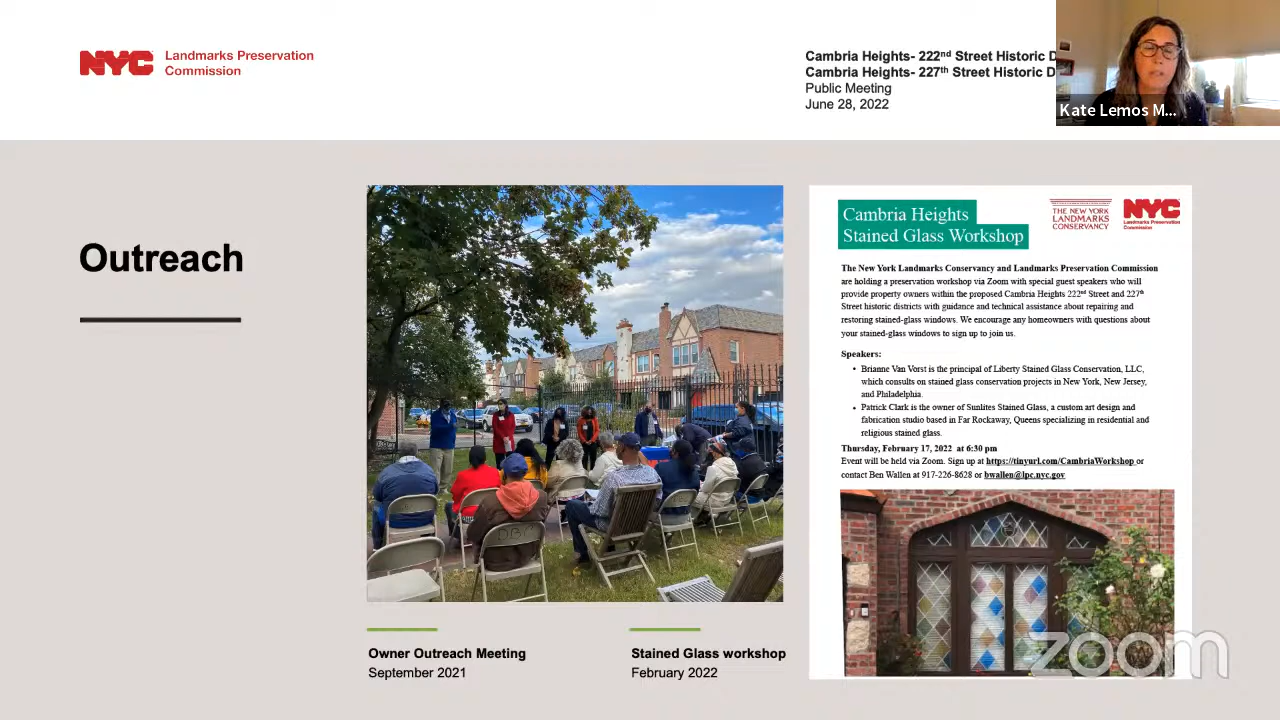 NYC Landmarks Preservation
Commission
Cambria Heights- 222nd Street Historic D
Cambria Heights- 227th Street Historic D
Public Meeting
June 28, 2022
Kate Lemos M...
Outreach
Owner Outreach Meeting
September 2021
Stained Glass workshop
February 2022
Cambria Heights
Stained Glass Workshop
THE NEW YORK
LANDMARKS
CONSERVANCY
NYC
Landmarks Preservation
Commission
The New York Landmarks Conservancy and Landmarks Preservation Commission
are holding a preservation workshop via Zoom with special guest speakers who will
provide property owners within the proposed Cambria Heights 222nd Street and 227th
Street historic districts with guidance and technical assistance about repairing and
restoring stained-glass windows. We encourage any homeowners with questions about
your stained-glass windows to sign up to join us.
Speakers:
• Brianne Van Vorst is the principal of Liberty Stained Glass Conservation, LLC,
which consults on stained glass conservation projects in New York, New Jersey,
and Philadelphia.
• Patrick Clark is the owner of Sunlites Stained Glass, a custom art design and
fabrication studio based in Far Rockaway, Queens specializing in residential and
religious stained glass.
Thursday, February 17, 2022 at 6:30 pm
Event will be held via Zoom. Sign up at https://tinyurl.com/CambriaWorkshop or
contact Ben Wallen at 917-226-8628 or bwallen@lpc.nyc.gov
zoom